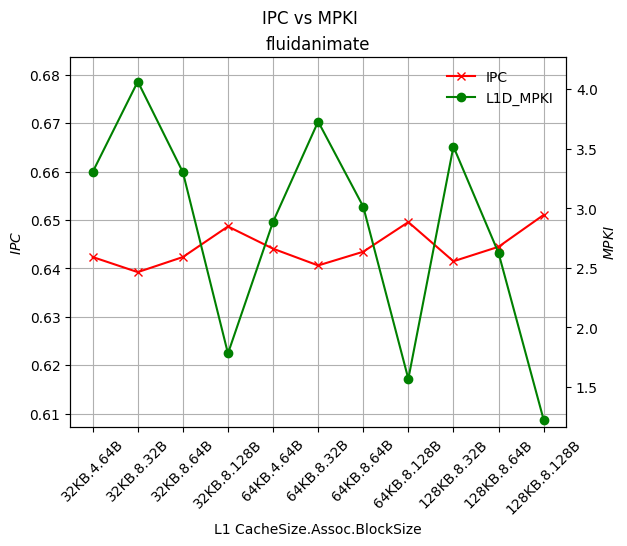 IPC vs MPKI
fluidanimate
IPC
L1D_MPKI
0.68
0.67
0.66
0.65
0.64
0.63
0.62
0.61
IPC
4.0
3.5
3.0
2.5
2.0
1.5
MPKI
32KB.4.64B
32KB.8.32B
32KB.8.64B
32KB.8.128B
64KB.4.64B
64KB.8.32B
64KB.8.64B
64KB.8.128B
128KB.8.32B
128KB.8.64B
128KB.8.128B
L1 CacheSize.Assoc.BlockSize